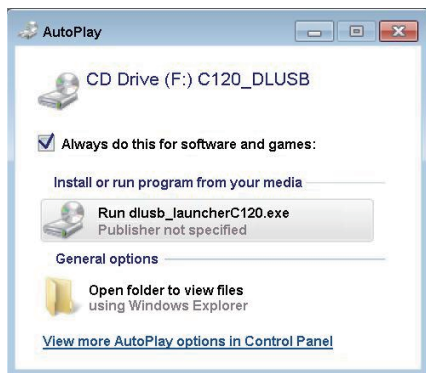 AutoPlay
CD Drive (F:) C120_DLUSB
Always do this for software and games:
Install or run program from your media
Run dlusb_launcherC120.exe
Publisher not specified
General options
Open folder to view files
using Windows Explorer
View more AutoPlay options in Control Panel